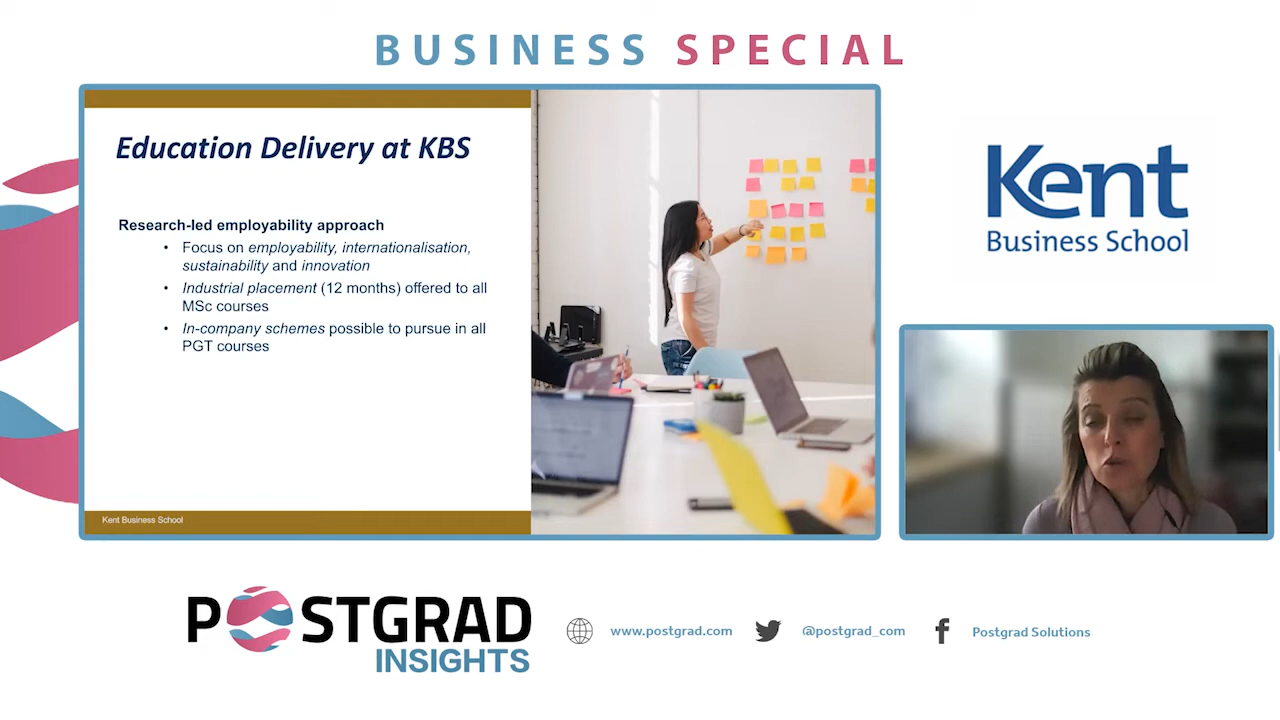 BUSINESS SPECIAL
Education Delivery at KBS
Research-led employability approach
• Focus on employability, internationalisation,
sustainability and innovation
• Industrial placement (12 months) offered to all
MSc courses
• In-company schemes possible to pursue in all
PGT courses
Kent Business School
Kent
Business School
POSTGRAD
INSIGHTS
www.postgrad.com
@postgrad_com
Postgrad Solutions